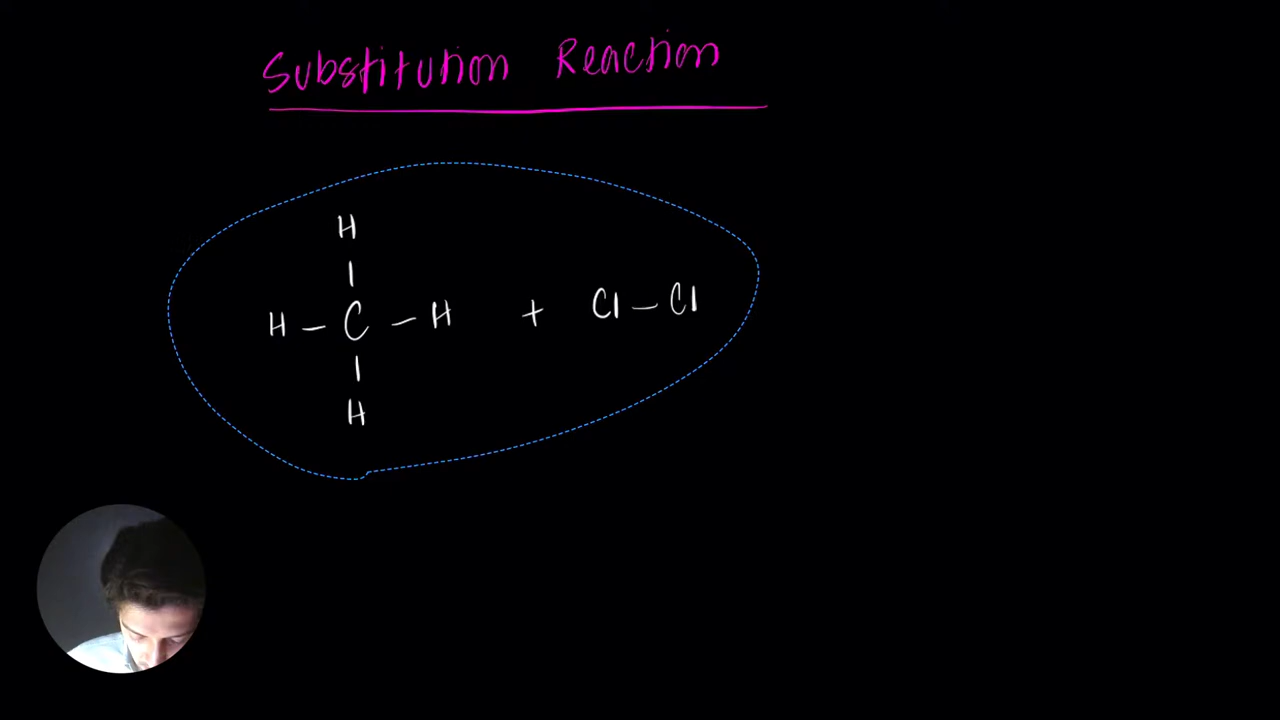 Substitution Reaction
H
|
H – C – H + Cl – Cl
|
H